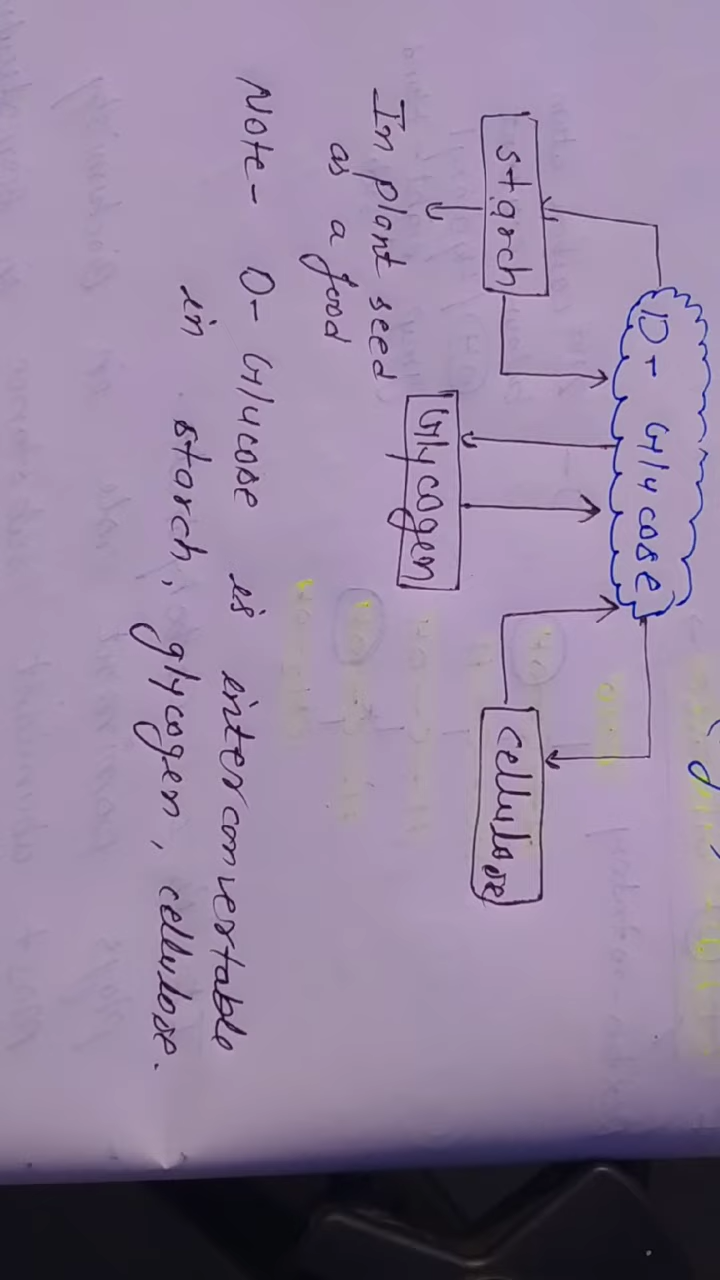 D- Glucose
starch
Glycogen
cellulose
In plant seed
as a food
Note- D- Glucose is interconvertable
in starch, glycogen, cellulose.